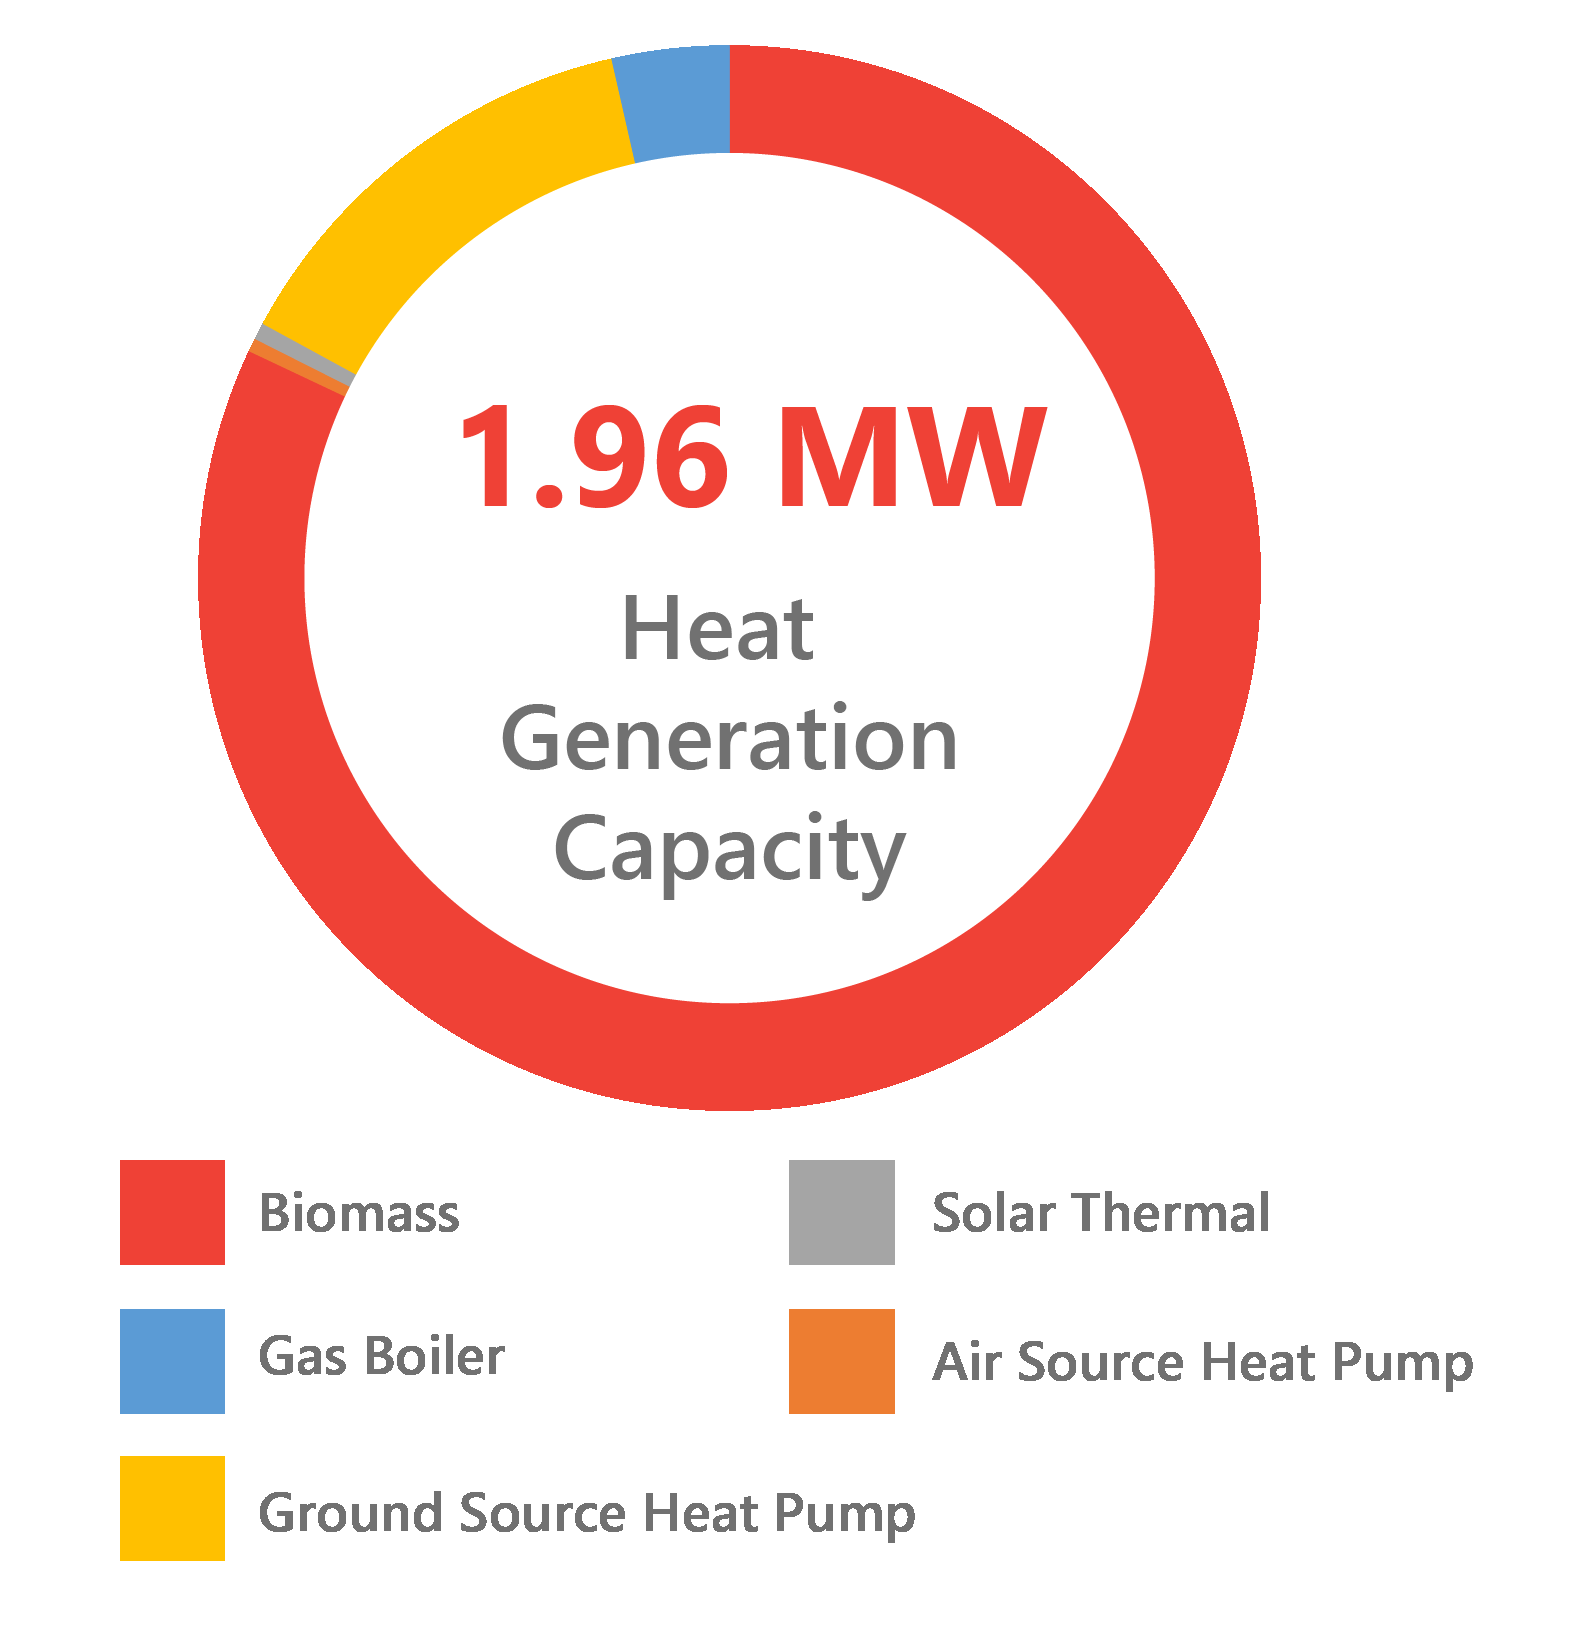 1.96 MW
Heat
Generation
Capacity
Biomass
Solar Thermal
Gas Boiler
Air Source Heat Pump
Ground Source Heat Pump